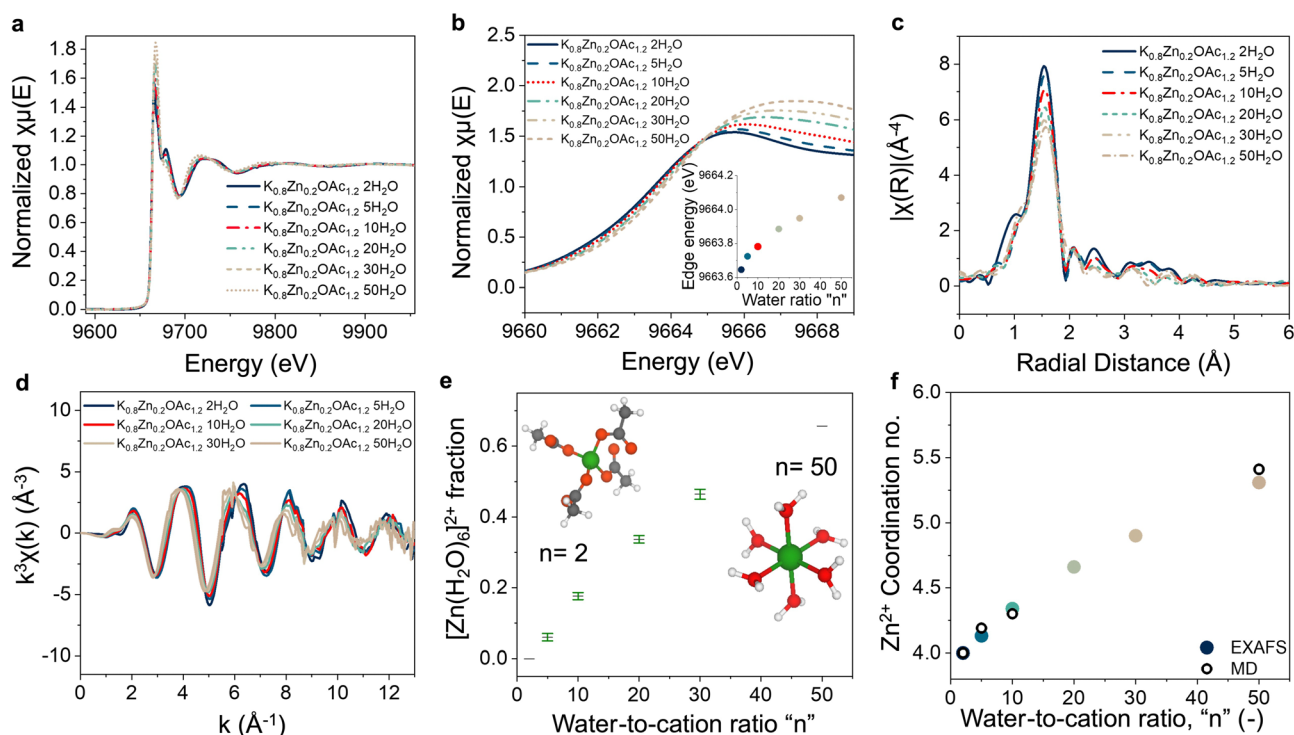 a
Normalized χμ(E)
1.8
1.6
1.4
1.2
1.0
0.8
0.6
0.4
0.2
0.0
K0.8Zn0.2OAc1.2 2H2O
K0.8Zn0.2OAc1.2 5H2O
K0.8Zn0.2OAc1.2 10H2O
K0.8Zn0.2OAc1.2 20H2O
K0.8Zn0.2OAc1.2 30H2O
K0.8Zn0.2OAc1.2 50H2O
9600 9700 9800 9900
Energy (eV)
b
Normalized χμ(E)
2.5
2.0
1.5
1.0
0.5
0.0
K0.8Zn0.2OAc1.2 2H2O
K0.8Zn0.2OAc1.2 5H2O
K0.8Zn0.2OAc1.2 10H2O
K0.8Zn0.2OAc1.2 20H2O
K0.8Zn0.2OAc1.2 30H2O
K0.8Zn0.2OAc1.2 50H2O
Edge energy (eV)
9664.2
9664.0
9663.8
9663.6
0 10 20 30 40 50
Water ratio "n"
9660 9662 9664 9666 9668
Energy (eV)
c
|χ(R)|(Å-4)
8
6
4
2
0
K0.8Zn0.2OAc1.2 2H2O
K0.8Zn0.2OAc1.2 5H2O
K0.8Zn0.2OAc1.2 10H2O
K0.8Zn0.2OAc1.2 20H2O
K0.8Zn0.2OAc1.2 30H2O
K0.8Zn0.2OAc1.2 50H2O
0 1 2 3 4 5 6
Radial Distance (Å)
d
k3χ(k) (Å-3)
10
5
0
-5
-10
K0.8Zn0.2OAc1.2 2H2O K0.8Zn0.2OAc1.2 5H2O
K0.8Zn0.2OAc1.2 10H2O K0.8Zn0.2OAc1.2 20H2O
K0.8Zn0.2OAc1.2 30H2O K0.8Zn0.2OAc1.2 50H2O
0 2 4 6 8 10 12
k (Å-1)
e
[Zn(H2O)6]2+ fraction
0.6
0.4
0.2
0.0
n= 2
n= 50
0 10 20 30 40 50
Water-to-cation ratio “n”
f
Zn2+ Coordination no.
6.0
5.5
5.0
4.5
4.0
EXAFS
MD
0 10 20 30 40 50
Water-to-cation ratio, “n” (-)